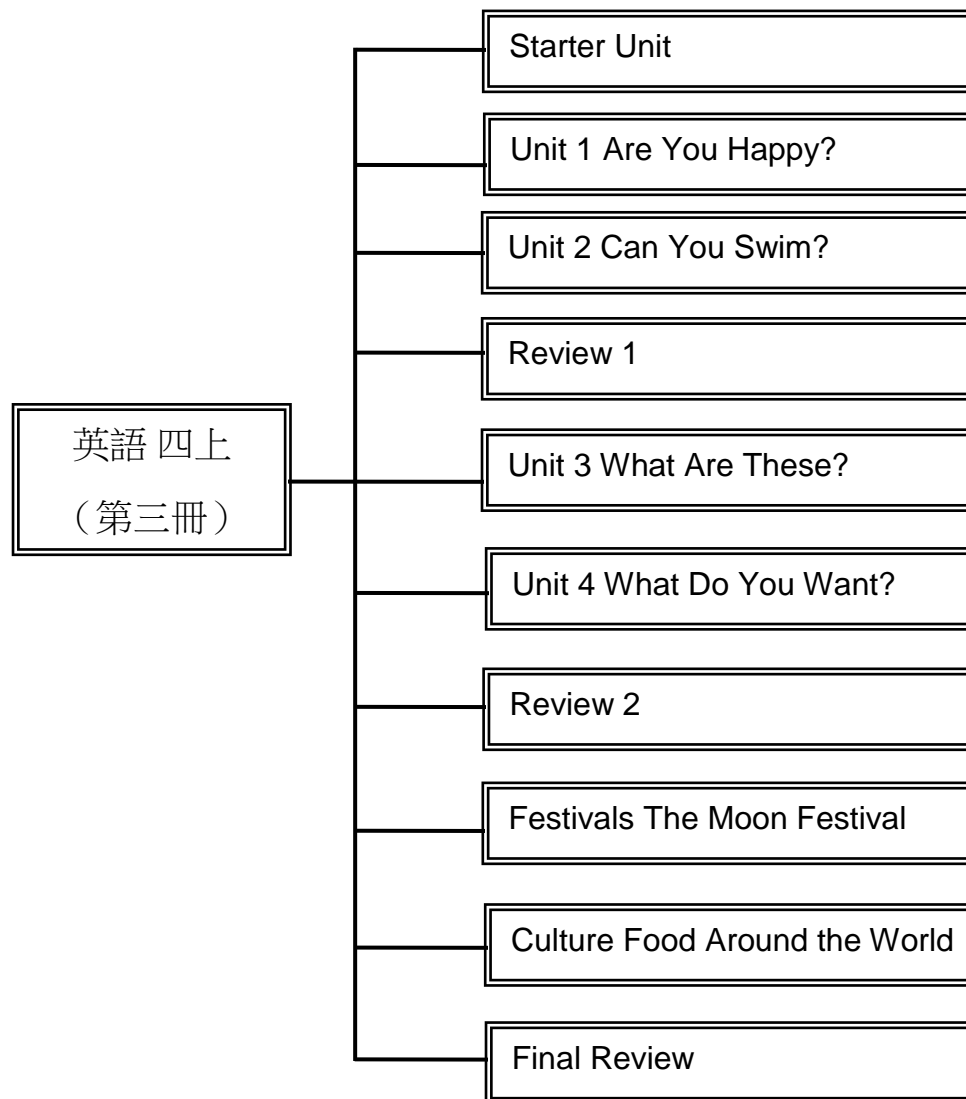 英語 四上
（第三冊）
Starter Unit
Unit 1 Are You Happy?
Unit 2 Can You Swim?
Review 1
Unit 3 What Are These?
Unit 4 What Do You Want?
Review 2
Festivals The Moon Festival
Culture Food Around the World
Final Review